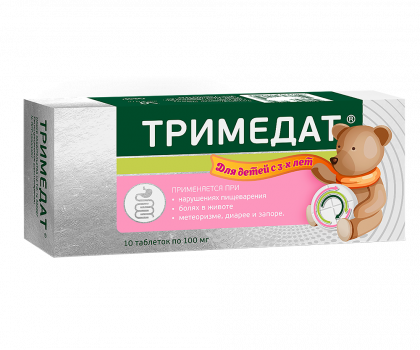 ТРИМЕДАТ®
Для детей с 3-х лет
ПРИМЕНЯЕТСЯ ПРИ
• нарушениях пищеварения
• болях в животе
• метеоризме, диарее и запоре.
10 таблеток по 100 мг
ТРИМЕДАТ®